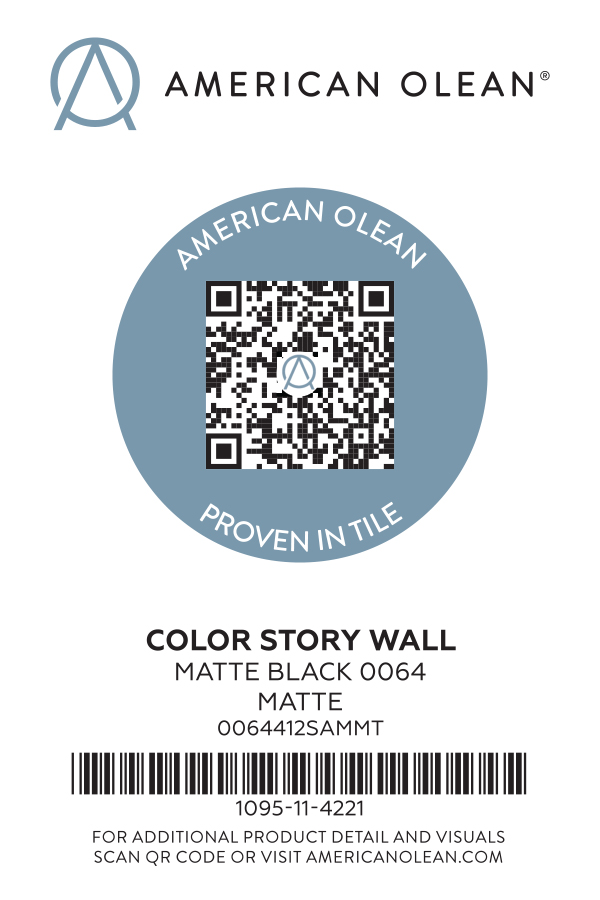 AMERICAN OLEAN®
AMERICAN OLEAN
PROVEN IN TILE
COLOR STORY WALL
MATTE BLACK 0064
MATTE
0064412SAMMT
1095-11-4221
FOR ADDITIONAL PRODUCT DETAIL AND VISUALS
SCAN QR CODE OR VISIT AMERICANOLEAN.COM